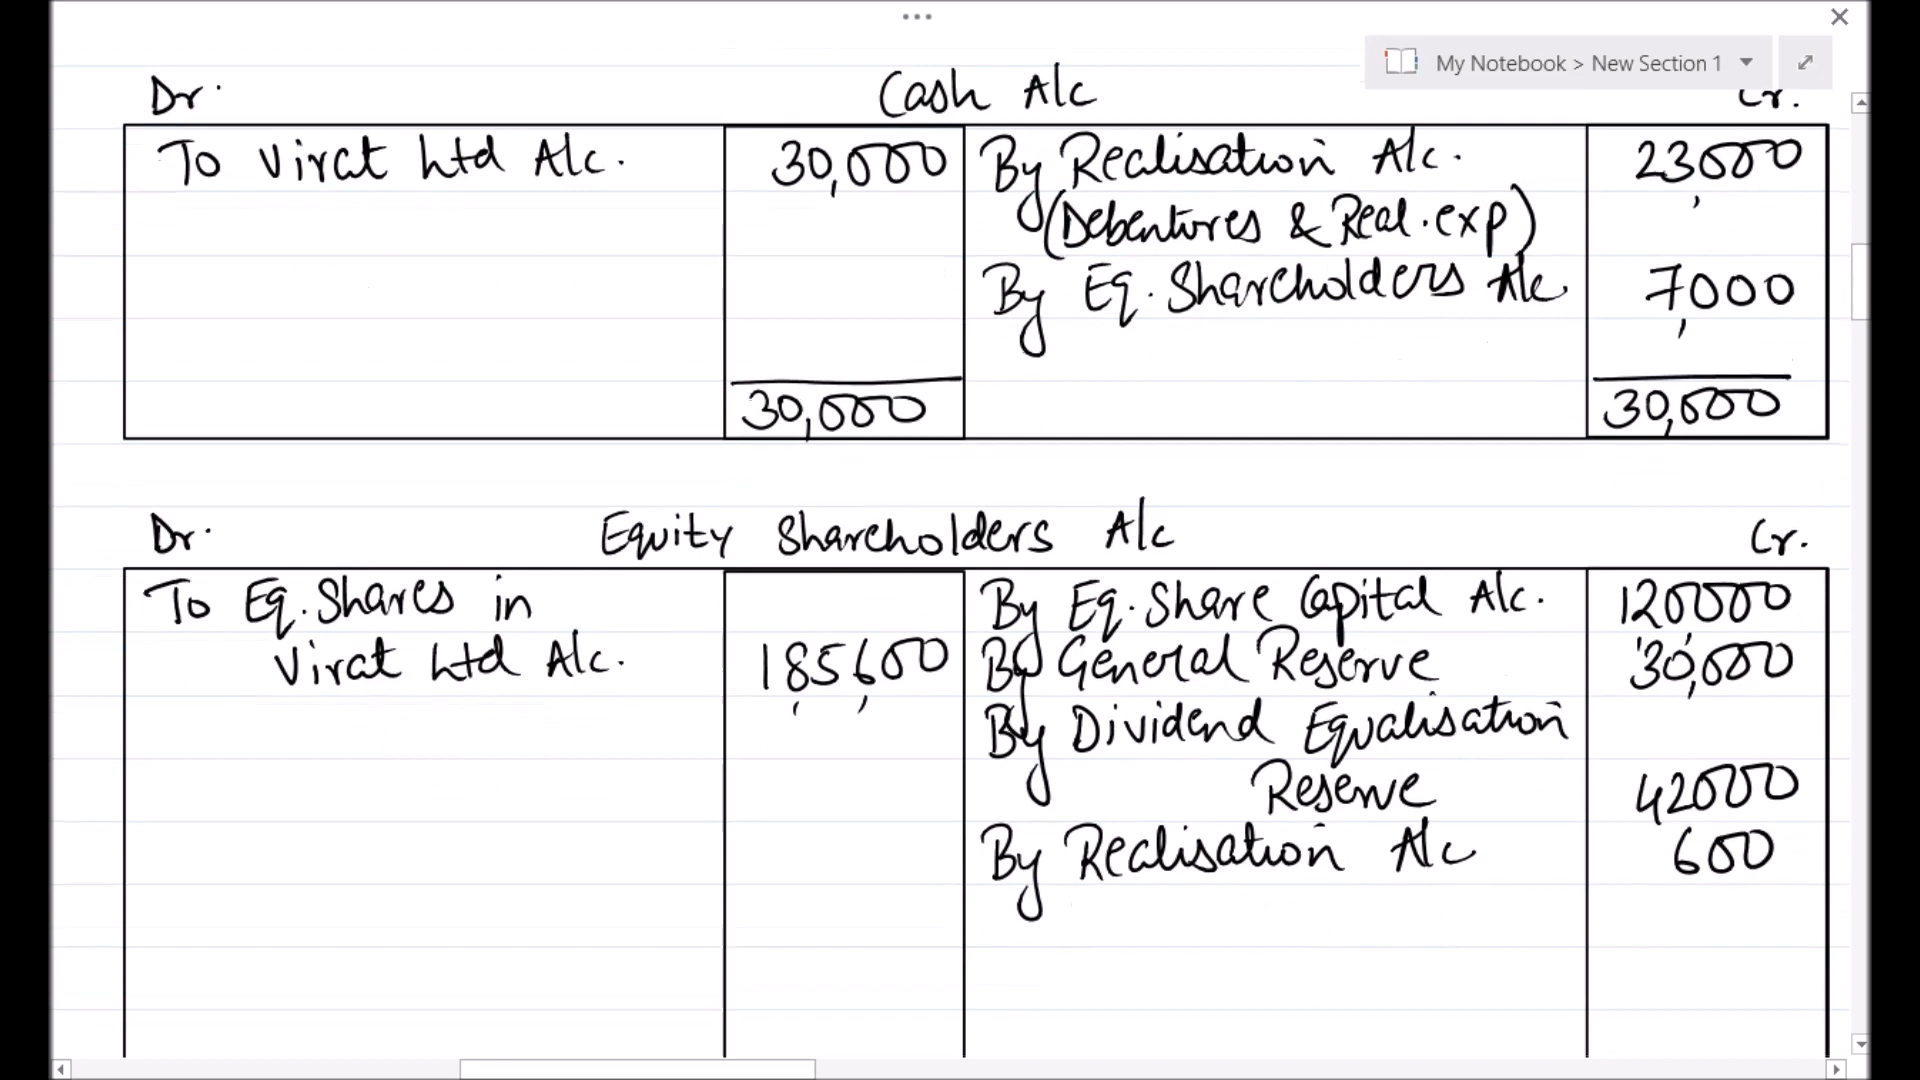 ...
My Notebook > New Section 1
Dr. Cash A/c Cr.
To Virat Ltd A/c. 30,000 By Realisation A/c. 23,000
(Debentures & Real.exp)
By Eq. Shareholders A/c 7,000
30,000 30,000
Dr. Equity Shareholders A/c Cr.
To Eq. Shares in By Eq. Share Capital A/c. 1,20,000
Virat Ltd A/c. 1,85,600 By General Reserve 30,000
By Dividend Equalisation
Reserve 42000
By Realisation A/c 600